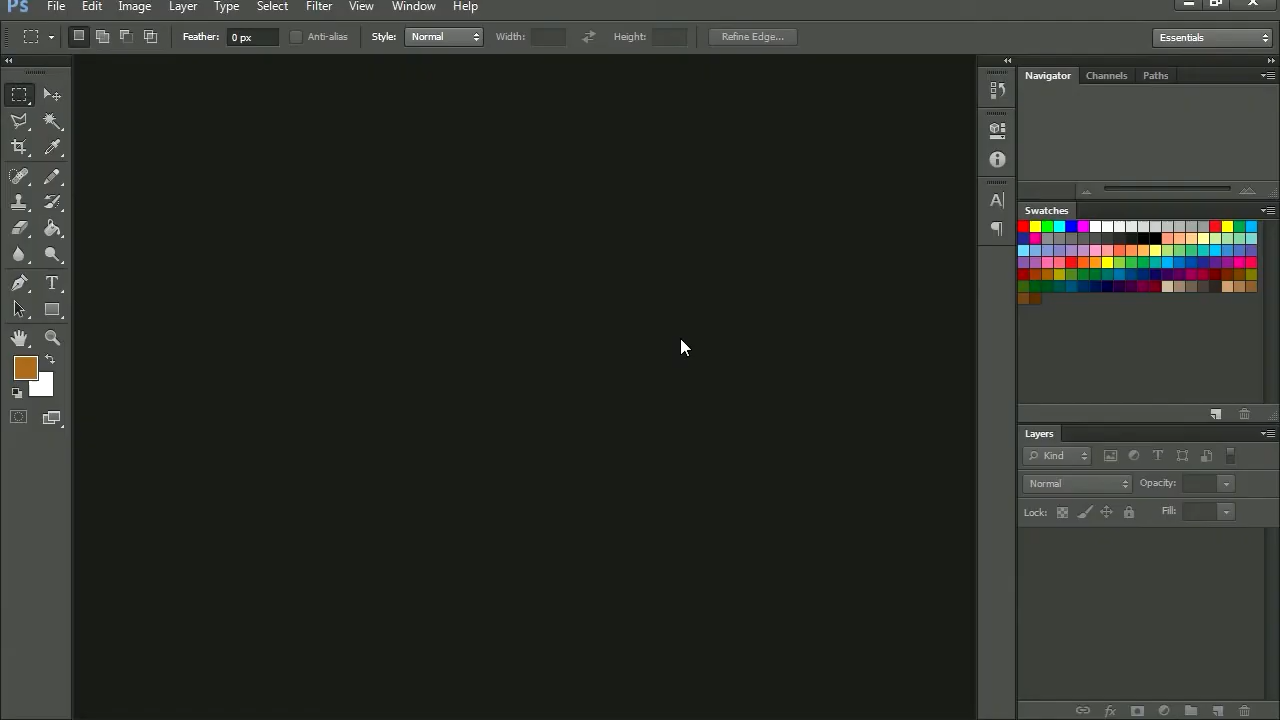 Ps File Edit Image Layer Type Select Filter View Window Help
Feather: 0 px Anti-alias Style: Normal Width: Height: Refine Edge... Essentials
Navigator Channels Paths
Swatches
Layers
Kind
Normal Opacity:
Lock: Fill: